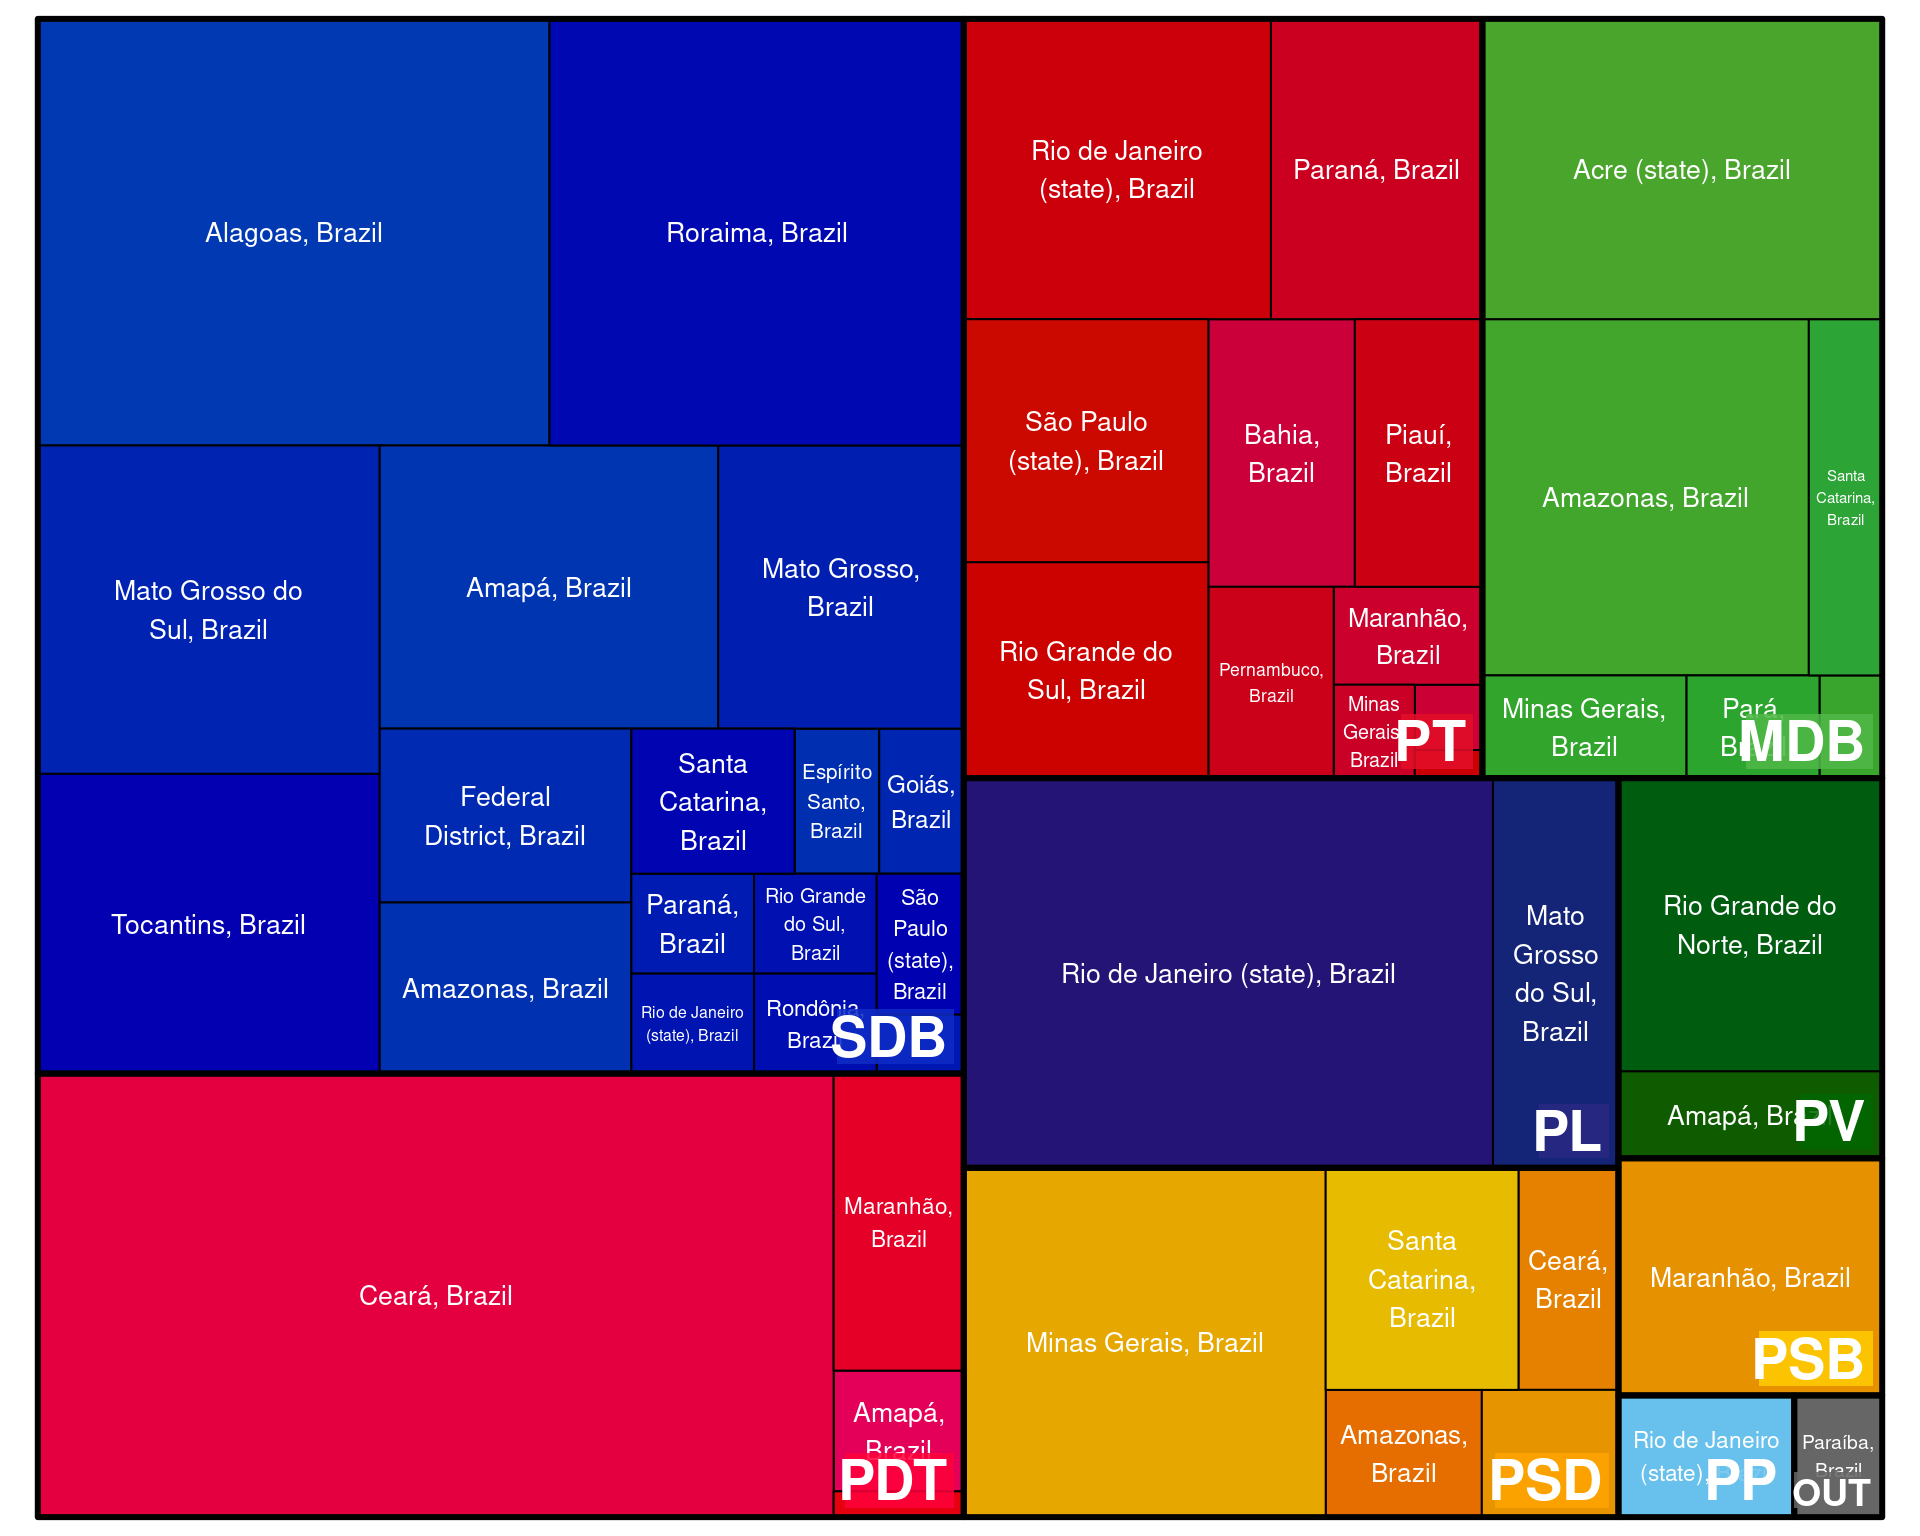 Alagoas, Brazil
Roraima, Brazil
Mato Grosso do
Sul, Brazil
Amapá, Brazil
Mato Grosso,
Brazil
Tocantins, Brazil
Federal
District, Brazil
Amazonas, Brazil
Santa
Catarina,
Brazil
Espírito
Santo,
Brazil
Goiás,
Brazil
Paraná,
Brazil
Rio Grande
do Sul,
Brazil
São
Paulo
(state),
Brazil
Rio de Janeiro
(state), Brazil
Rondônia,
Brazil
SDB
Ceará, Brazil
Maranhão,
Brazil
Amapá,
Brazil
PDT
Rio de Janeiro
(state), Brazil
Paraná, Brazil
São Paulo
(state), Brazil
Bahia,
Brazil
Piauí,
Brazil
Rio Grande do
Sul, Brazil
Pernambuco,
Brazil
Maranhão,
Brazil
Minas
Gerais,
Brazil
PT
Acre (state), Brazil
Amazonas, Brazil
Santa
Catarina,
Brazil
Minas Gerais,
Brazil
Pará,
Brazil
MDB
Rio de Janeiro (state), Brazil
Mato
Grosso
do Sul,
Brazil
PL
Rio Grande do
Norte, Brazil
Amapá, Brazil
PV
Minas Gerais, Brazil
Santa
Catarina,
Brazil
Ceará,
Brazil
Amazonas,
Brazil
PSD
Maranhão, Brazil
PSB
Rio de Janeiro
(state), Brazil
PP
Paraíba,
Brazil
OUT